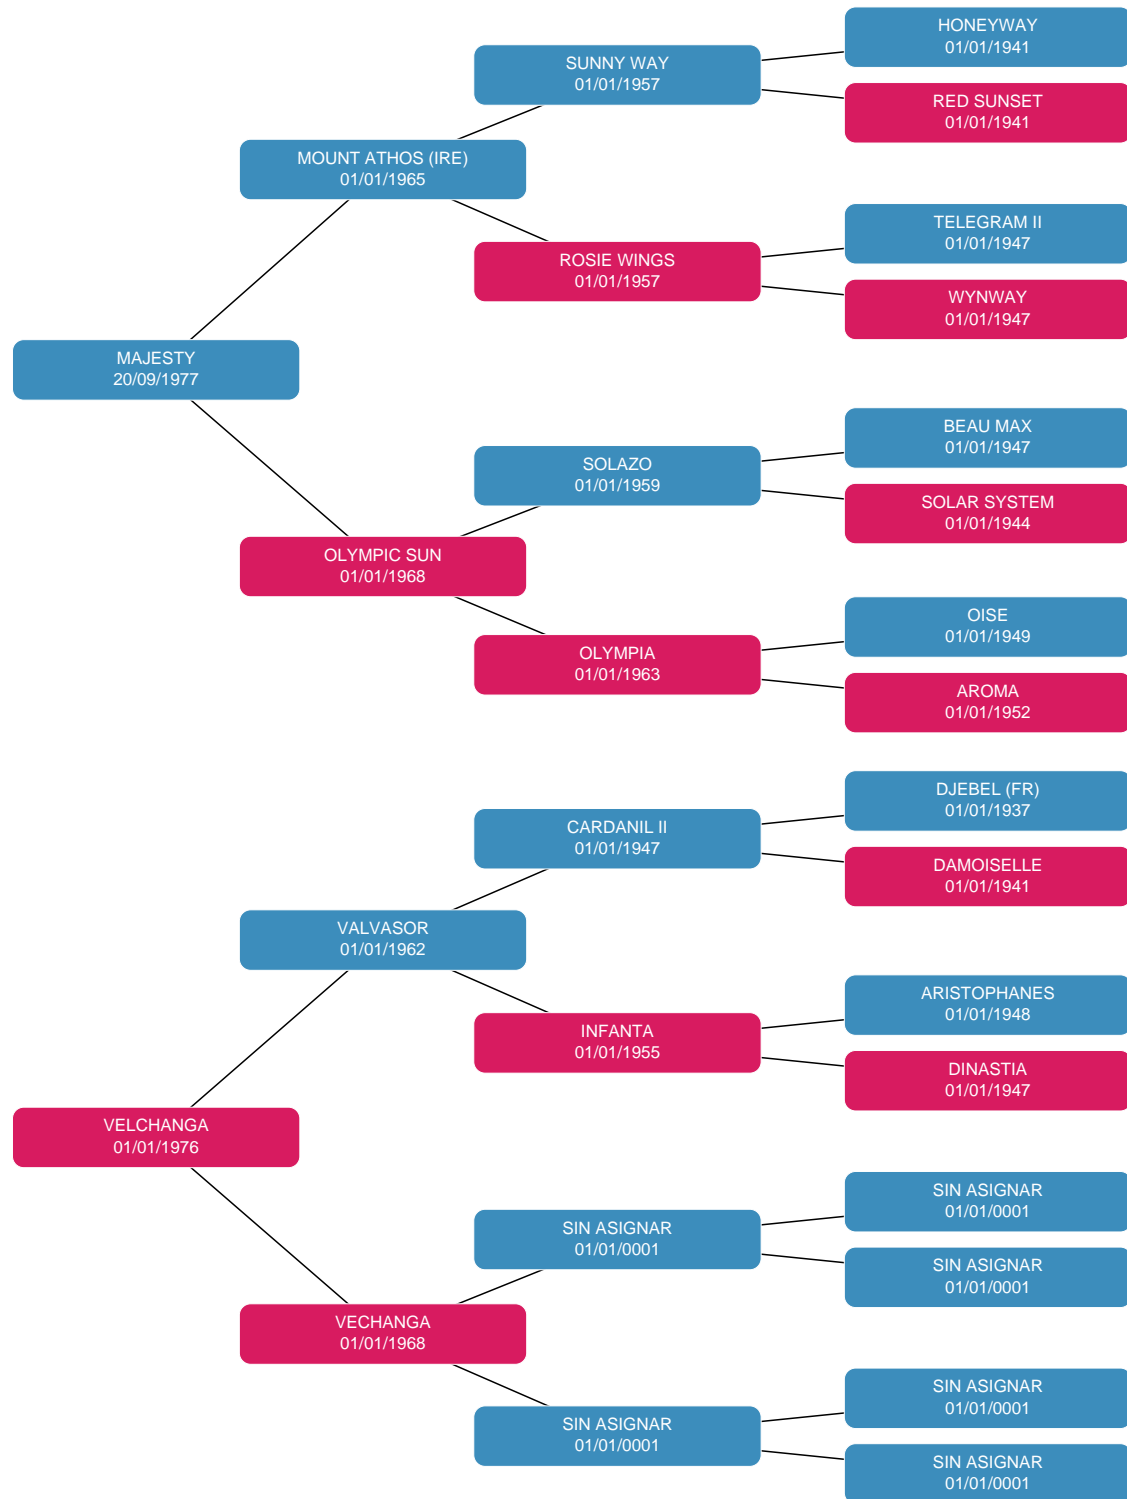 HONEYWAY
01/01/1941
SUNNY WAY
01/01/1957
RED SUNSET
01/01/1941
MOUNT ATHOS (IRE)
01/01/1965
TELEGRAM II
01/01/1947
ROSIE WINGS
01/01/1957
WYNWAY
01/01/1947
MAJESTY
20/09/1977
BEAU MAX
01/01/1947
SOLAZO
01/01/1959
SOLAR SYSTEM
01/01/1944
OLYMPIC SUN
01/01/1968
OISE
01/01/1949
OLYMPIA
01/01/1963
AROMA
01/01/1952
DJEBEL (FR)
01/01/1937
CARDANIL II
01/01/1947
DAMOISELLE
01/01/1941
VALVASOR
01/01/1962
ARISTOPHANES
01/01/1948
INFANTA
01/01/1955
DINASTIA
01/01/1947
VELCHANGA
01/01/1976
SIN ASIGNAR
01/01/0001
SIN ASIGNAR
01/01/0001
SIN ASIGNAR
01/01/0001
VECHANGA
01/01/1968
SIN ASIGNAR
01/01/0001
SIN ASIGNAR
01/01/0001
SIN ASIGNAR
01/01/0001